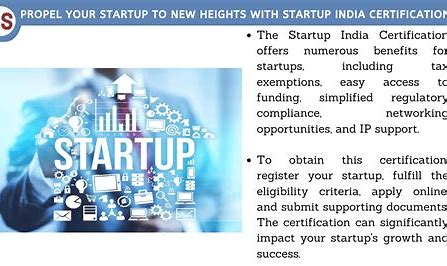 S
PROPEL YOUR STARTUP TO NEW HEIGHTS WITH STARTUP INDIA CERTIFICATION
STARTUP
• The Startup India Certification
offers numerous benefits for
startups, including tax
exemptions, easy access to
funding, simplified regulatory
compliance, networking
opportunities, and IP support.
• To obtain this certification
register your startup, fulfill the
eligibility criteria, apply online
and submit supporting documents
The certification can significantly
impact your startup's growth and
success.